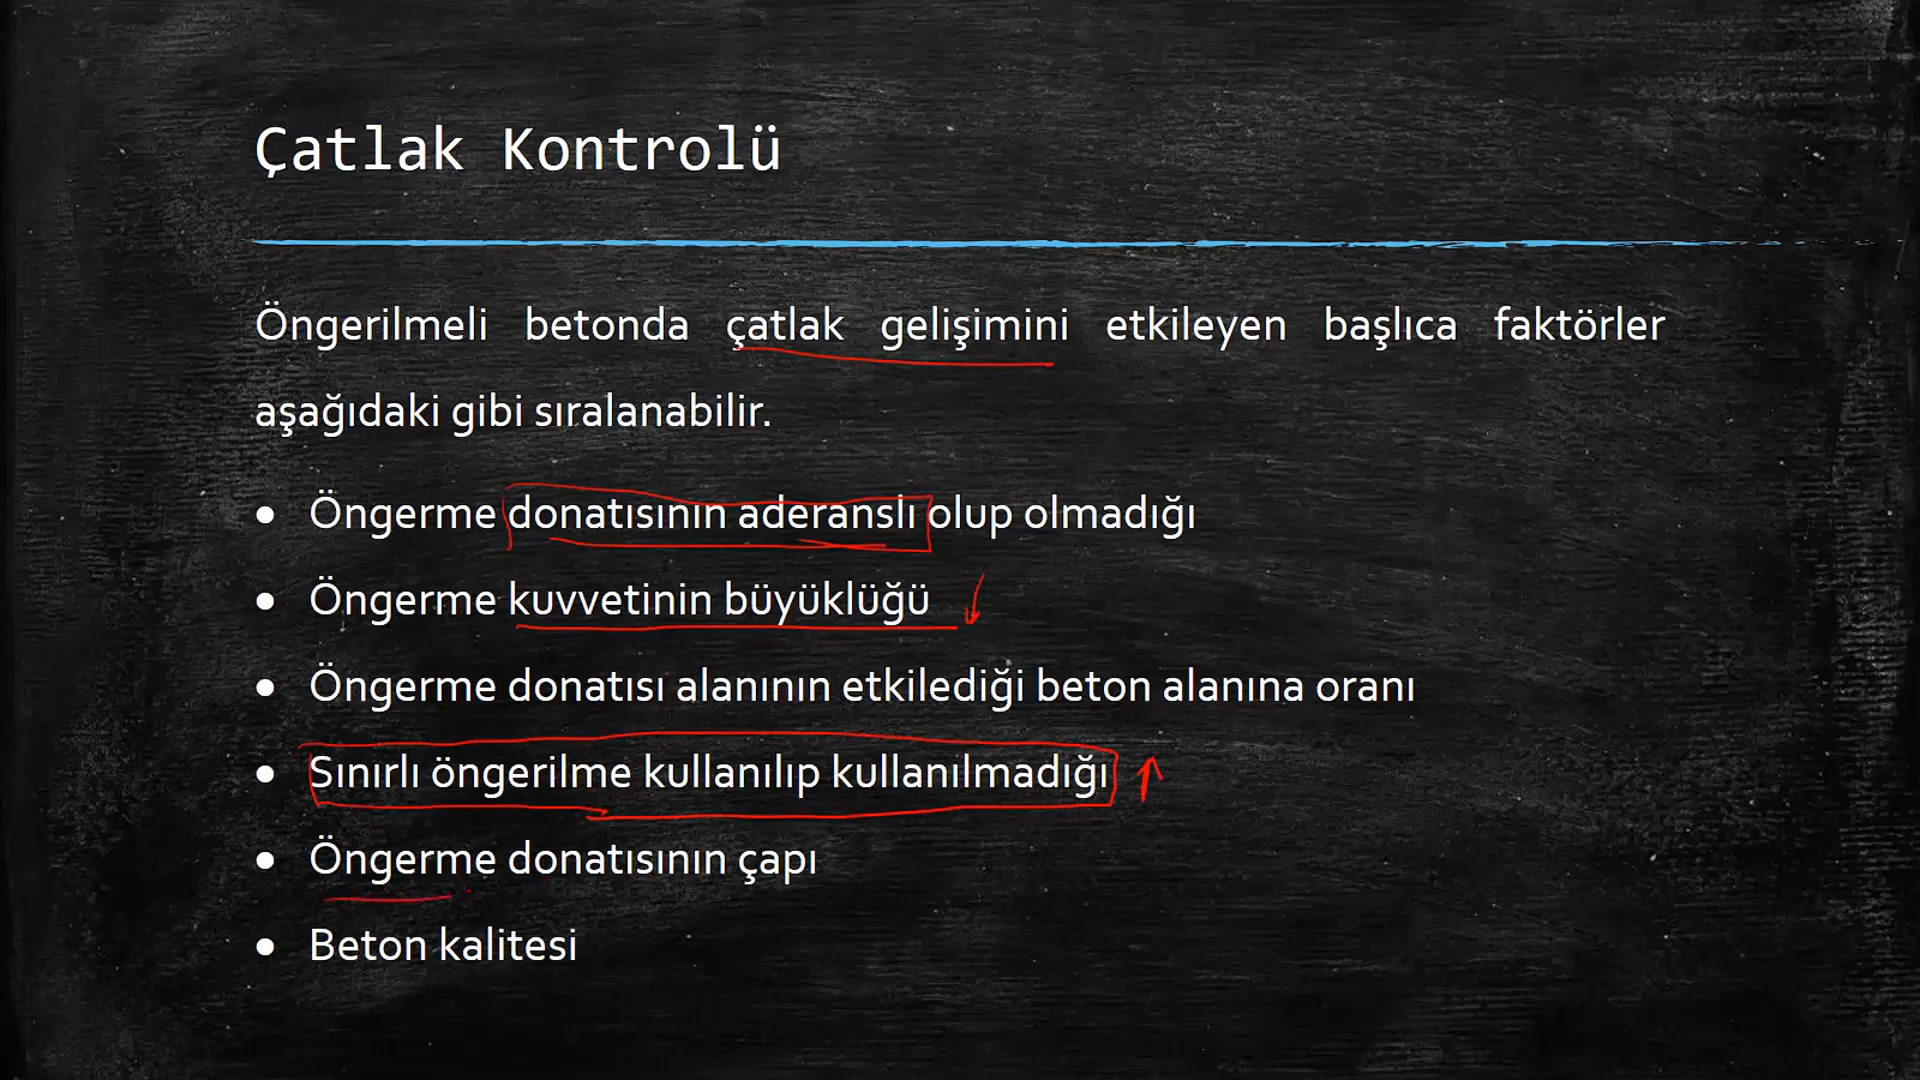 Çatlak Kontrolü
Öngerilmeli betonda çatlak gelişimini etkileyen başlıca faktörler
aşağıdaki gibi sıralanabilir.
● Öngerme donatısının aderanslı olup olmadığı
● Öngerme kuvvetinin büyüklüğü
● Öngerme donatısı alanının etkilediği beton alanına oranı
● Sınırlı öngerilme kullanılıp kullanılmadığı
● Öngerme donatısının çapı
● Beton kalitesi